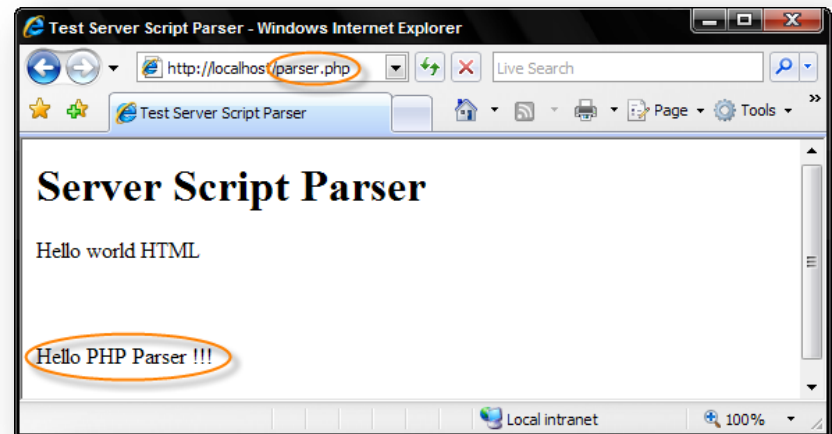 Test Server Script Parser - Windows Internet Explorer
http://localhost/parser.php
Live Search
Test Server Script Parser
Page
Tools
»
Server Script Parser
Hello world HTML
Hello PHP Parser !!!
Local intranet
100%